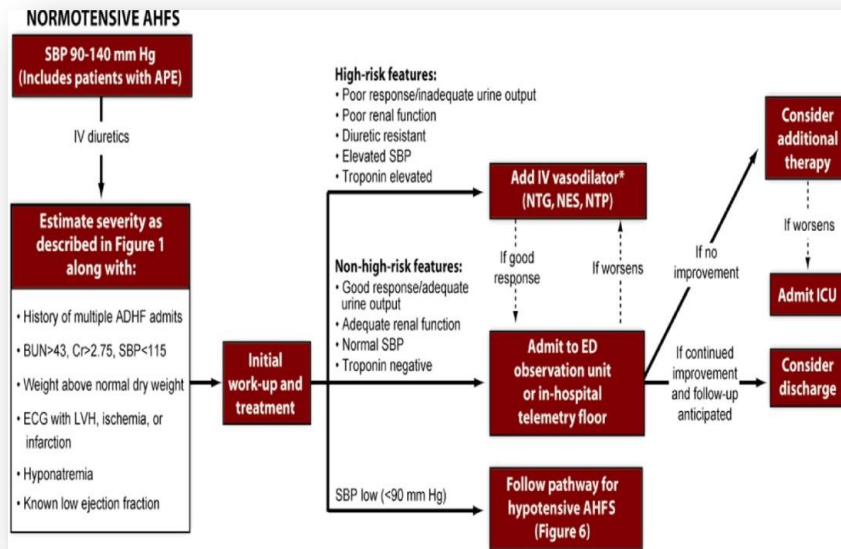 NORMOTENSIVE AHFS
SBP 90-140 mm Hg
(Includes patients with APE)
IV diuretics
Estimate severity as
described in Figure 1
along with:
• History of multiple ADHF admits
• BUN>43, Cr>2.75, SBP<115
• Weight above normal dry weight
• ECG with LVH, ischemia, or
infarction
• Hyponatremia
• Known low ejection fraction
Initial
work-up and
treatment
High-risk features:
• Poor response/inadequate urine output
• Poor renal function
• Diuretic resistant
• Elevated SBP
• Troponin elevated
Non-high-risk features:
• Good response/adequate
urine output
• Adequate renal function
• Normal SBP
• Troponin negative
SBP low (<90 mm Hg)
Add IV vasodilator*
(NTG, NES, NTP)
If good
response
If worsens
Admit to ED
observation unit
or in-hospital
telemetry floor
Follow pathway for
hypotensive AHFS
(Figure 6)
If no
improvement
If continued
improvement
and follow-up
anticipated
Consider
additional
therapy
If worsens
Admit ICU
Consider
discharge